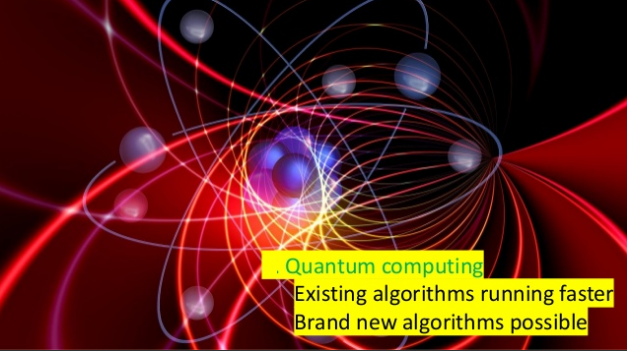 . Quantum computing
Existing algorithms running faster
Brand new algorithms possible